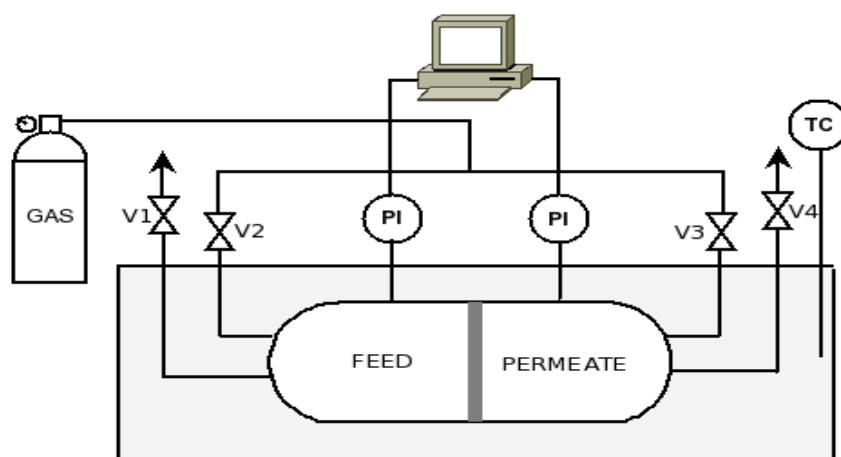 TC
GAS
V1
V2
PI
PI
V3
V4
FEED
PERMEATE